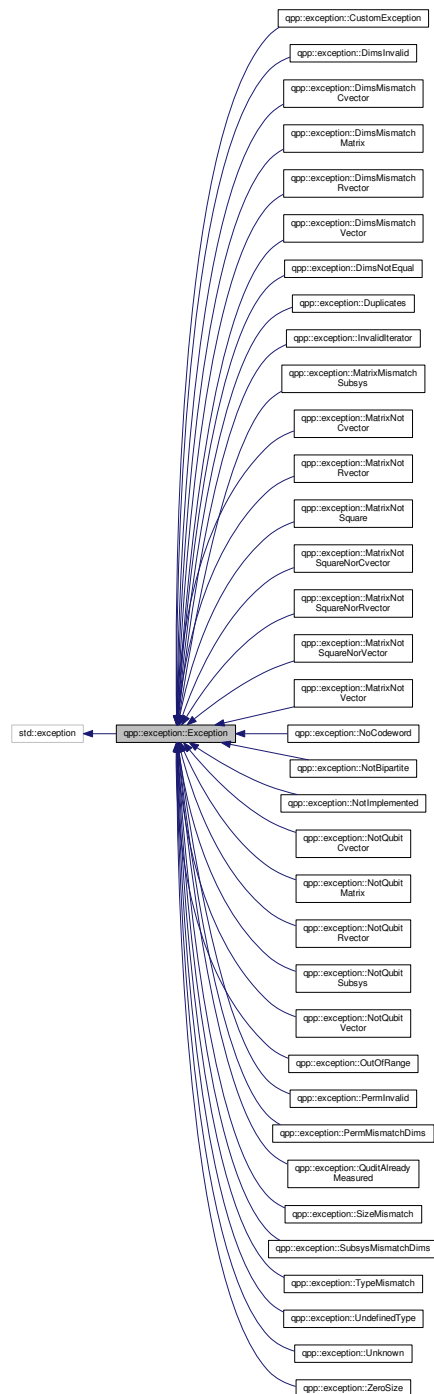 qpp::exception::CustomException
qpp::exception::DimsInvalid
qpp::exception::DimsMismatch
Cvector
qpp::exception::DimsMismatch
Matrix
qpp::exception::DimsMismatch
Rvector
qpp::exception::DimsMismatch
Vector
qpp::exception::DimsNotEqual
qpp::exception::Duplicates
qpp::exception::InvalidIterator
qpp::exception::MatrixMismatch
Subsys
qpp::exception::MatrixNot
Cvector
qpp::exception::MatrixNot
Rvector
qpp::exception::MatrixNot
Square
qpp::exception::MatrixNot
SquareNorCvector
qpp::exception::MatrixNot
SquareNorRvector
qpp::exception::MatrixNot
SquareNorVector
qpp::exception::MatrixNot
Vector
std::exception
qpp::exception::Exception
qpp::exception::NoCodeword
qpp::exception::NotBipartite
qpp::exception::NotImplemented
qpp::exception::NotQubit
Cvector
qpp::exception::NotQubit
Matrix
qpp::exception::NotQubit
Rvector
qpp::exception::NotQubit
Subsys
qpp::exception::NotQubit
Vector
qpp::exception::OutOfRange
qpp::exception::PermInvalid
qpp::exception::PermMismatchDims
qpp::exception::QuditAlready
Measured
qpp::exception::SizeMismatch
qpp::exception::SubsysMismatchDims
qpp::exception::TypeMismatch
qpp::exception::UndefinedType
qpp::exception::Unknown
qpp::exception::ZeroSize